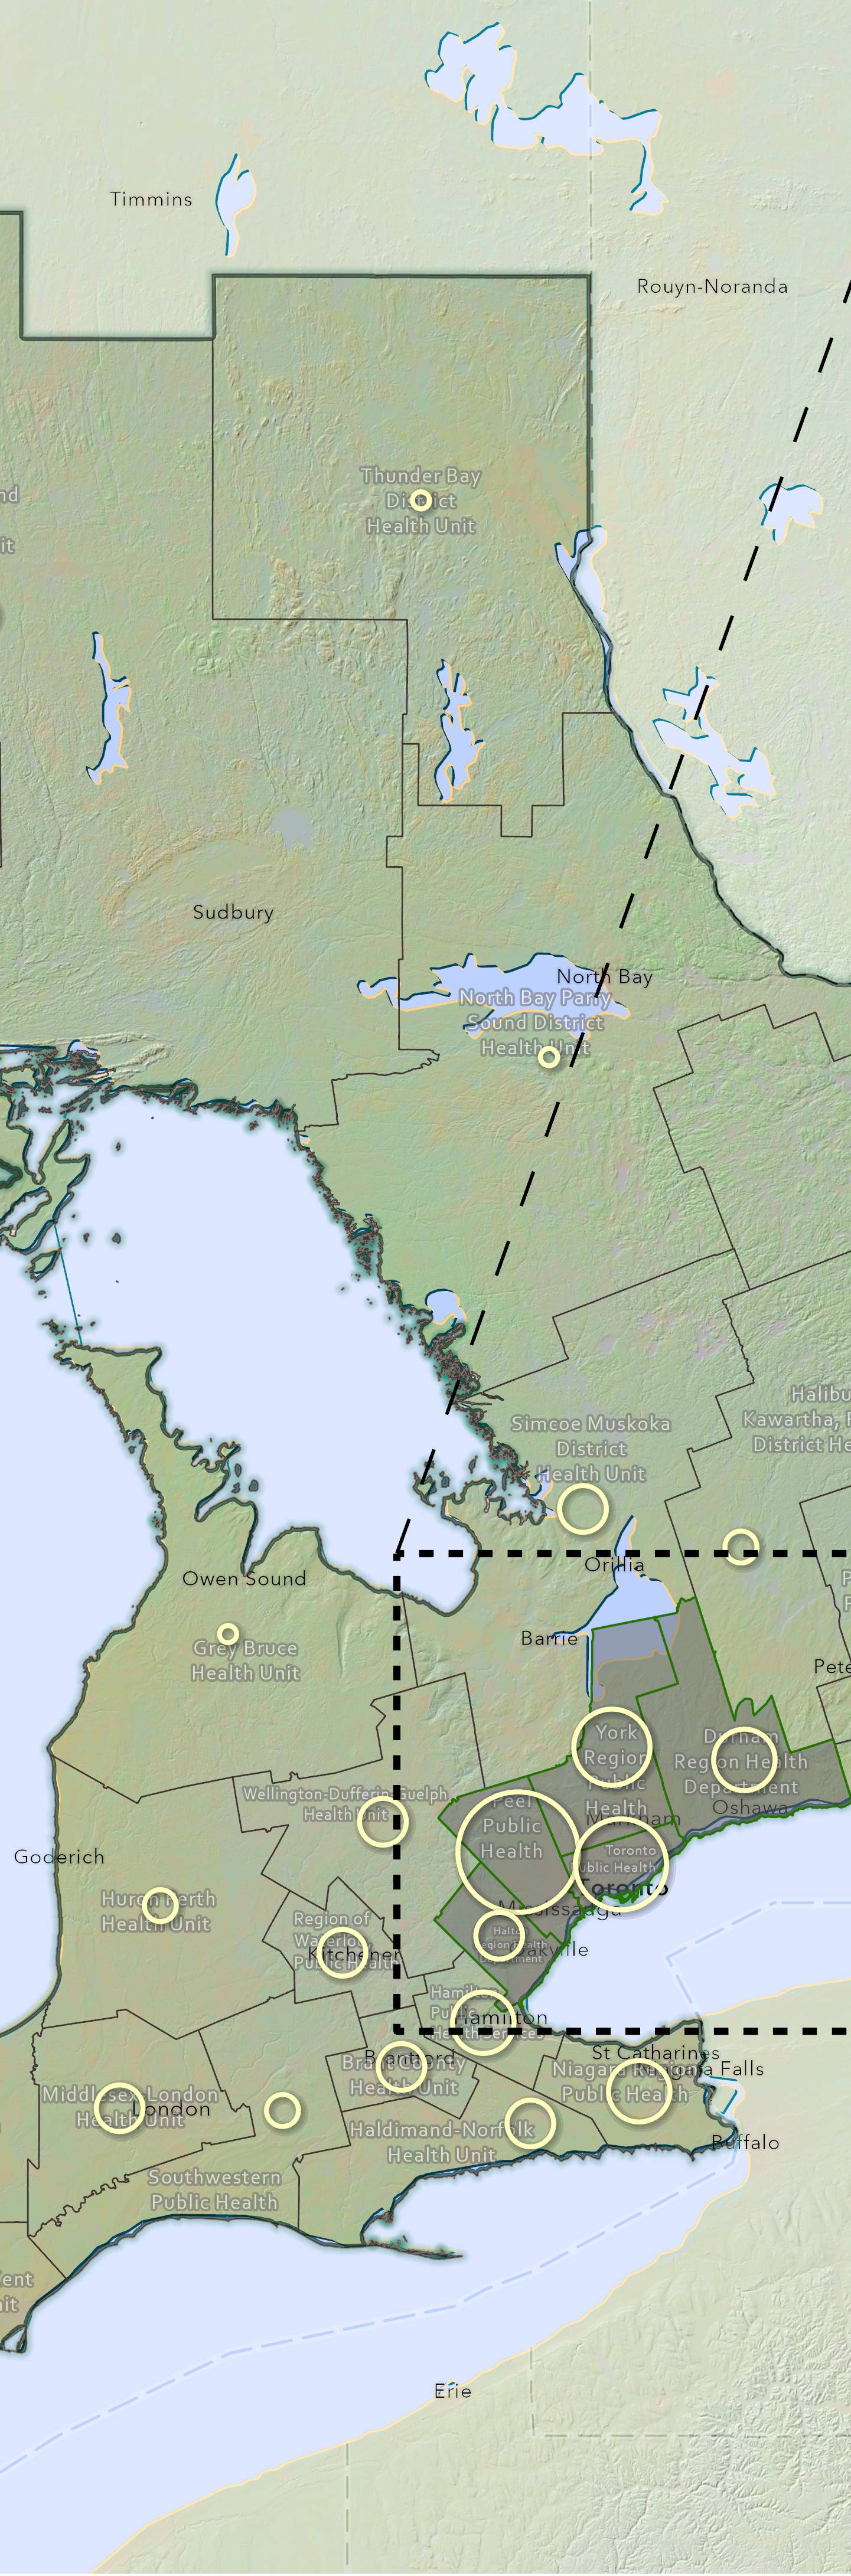 Timmins
Rouyn-Noranda
nd
it
Thunder Bay
District
Health Unit
Sudbury
North Bay
North Bay Parry
Sound District
Health Unit
Simcoe Muskoka
District
Health Unit
Halibu
Kawartha,
District He
Orillia
Owen Sound
Grey Bruce
Health Unit
Barrie
Pete
York
Region
Public
Health
Durham
Region Health
Department
Wellington-Dufferin-Guelph
Health Unit
Peel
Public
Health
Markham
Oshawa
Goderich
Toronto
Public Health
Toronto
Huron Perth
Health Unit
Mississauga
Region of
Waterloo
Public Health
Kitchener
Halton
Region Health
Department
Oakville
Hamilton
Public
Health Services
Hamilton
Brantford
Brant County
Health Unit
St Catharines
Niagara Falls
Niagara Region
Public Health
Middlesex-London
Health Unit
London
Haldimand-Norfolk
Health Unit
Buffalo
Southwestern
Public Health
ent
it
Erie